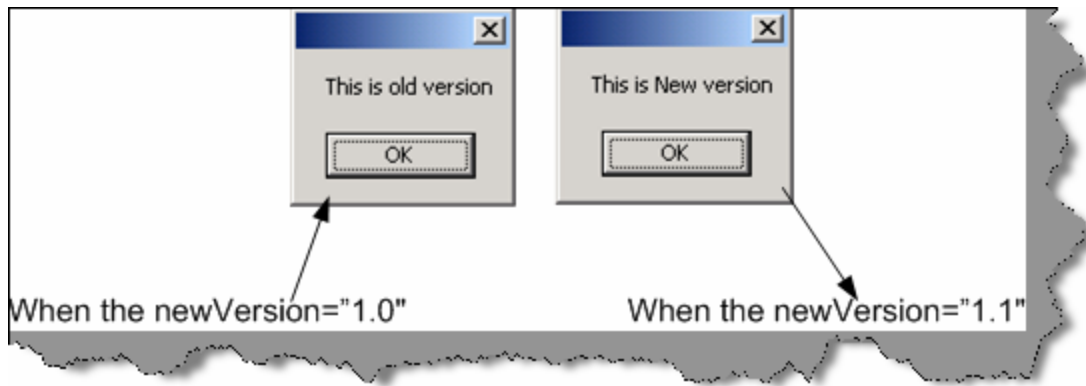 This is old version
This is New version
OK
OK
When the newVersion=”1.0"
When the newVersion=”1.1"